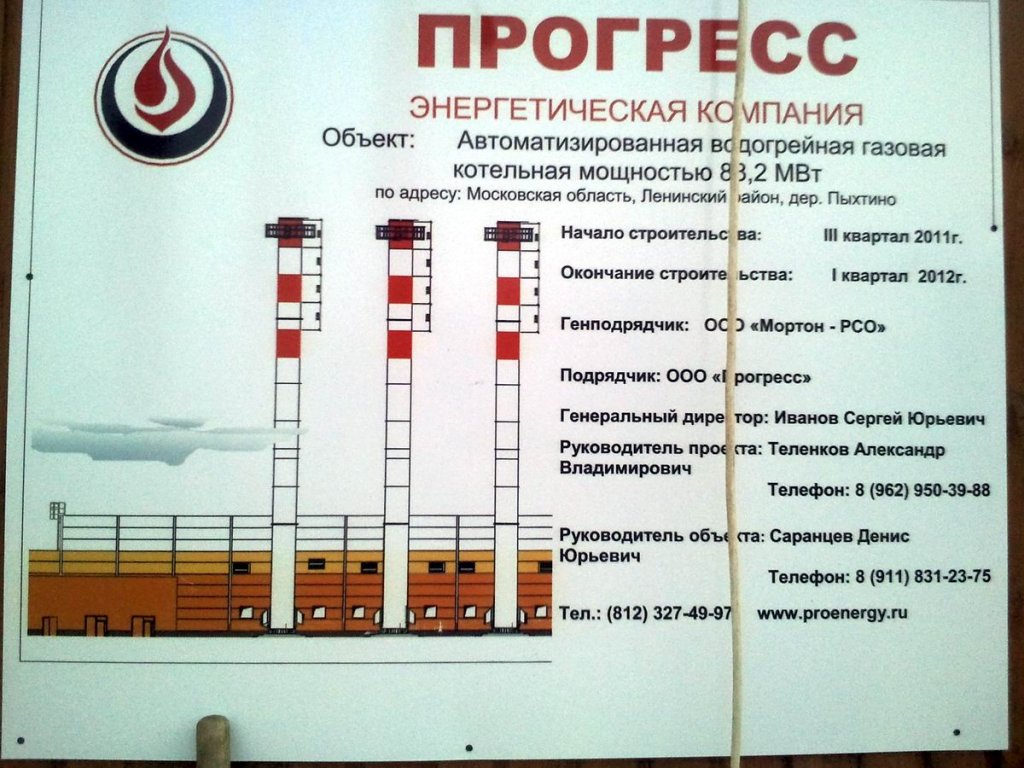 ПРОГРЕСС
ЭНЕРГЕТИЧЕСКАЯ КОМПАНИЯ
Объект: Автоматизированная водогрейная газовая
котельная мощностью 83,2 МВт
по адресу: Московская область, Ленинский район, дер. Пыхтино
Начало строительства: III квартал 2011г.
Окончание строительства: I квартал 2012г.
Генподрядчик: ООО «Мортон - РСО»
Подрядчик: ООО «Прогресс»
Генеральный директор: Иванов Сергей Юрьевич
Руководитель проекта: Теленков Александр
Владимирович
Телефон: 8 (962) 950-39-88
Руководитель объекта: Саранцев Денис
Юрьевич
Телефон: 8 (911) 831-23-75
Тел.: (812) 327-49-97 www.proenergy.ru